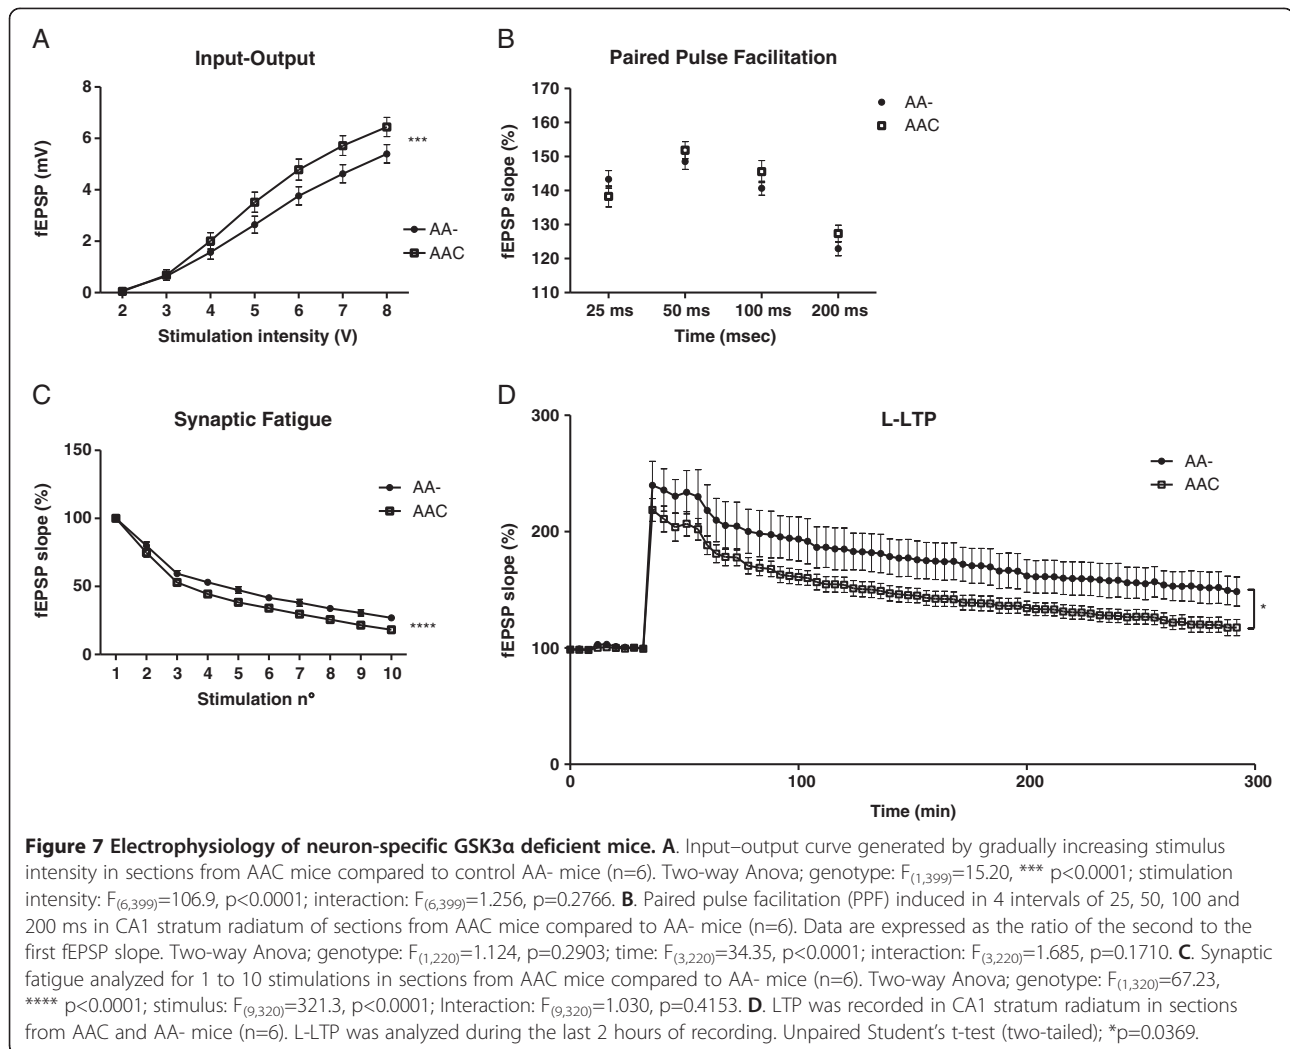 A
Input-Output
8
6
4
2
0
fEPSP (mV)
***
AA-
AAC
2 3 4 5 6 7 8
Stimulation intensity (V)
B
Paired Pulse Facilitation
170
160
150
140
130
120
110
fEPSP slope (%)
AA-
AAC
25 ms 50 ms 100 ms 200 ms
Time (msec)
C
Synaptic Fatigue
150
100
50
0
fEPSP slope (%)
AA-
AAC
****
1 2 3 4 5 6 7 8 9 10
Stimulation n°
D
L-LTP
300
200
100
0
fEPSP slope (%)
AA-
AAC
*
0 100 200 300
Time (min)
Figure 7 Electrophysiology of neuron-specific GSK3α deficient mice. A. Input–output curve generated by gradually increasing stimulus
intensity in sections from AAC mice compared to control AA- mice (n=6). Two-way Anova; genotype: F(1,399)=15.20, *** p<0.0001; stimulation
intensity: F(6,399)=106.9, p<0.0001; interaction: F(6,399)=1.256, p=0.2766. B. Paired pulse facilitation (PPF) induced in 4 intervals of 25, 50, 100 and
200 ms in CA1 stratum radiatum of sections from AAC mice compared to AA- mice (n=6). Data are expressed as the ratio of the second to the
first fEPSP slope. Two-way Anova; genotype: F(1,220)=1.124, p=0.2903; time: F(3,220)=34.35, p<0.0001; interaction: F(3,220)=1.685, p=0.1710. C. Synaptic
fatigue analyzed for 1 to 10 stimulations in sections from AAC mice compared to AA- mice (n=6). Two-way Anova; genotype: F(1,320)=67.23,
**** p<0.0001; stimulus: F(9,320)=321.3, p<0.0001; Interaction: F(9,320)=1.030, p=0.4153. D. LTP was recorded in CA1 stratum radiatum in sections
from AAC and AA- mice (n=6). L-LTP was analyzed during the last 2 hours of recording. Unpaired Student's t-test (two-tailed); *p=0.0369.